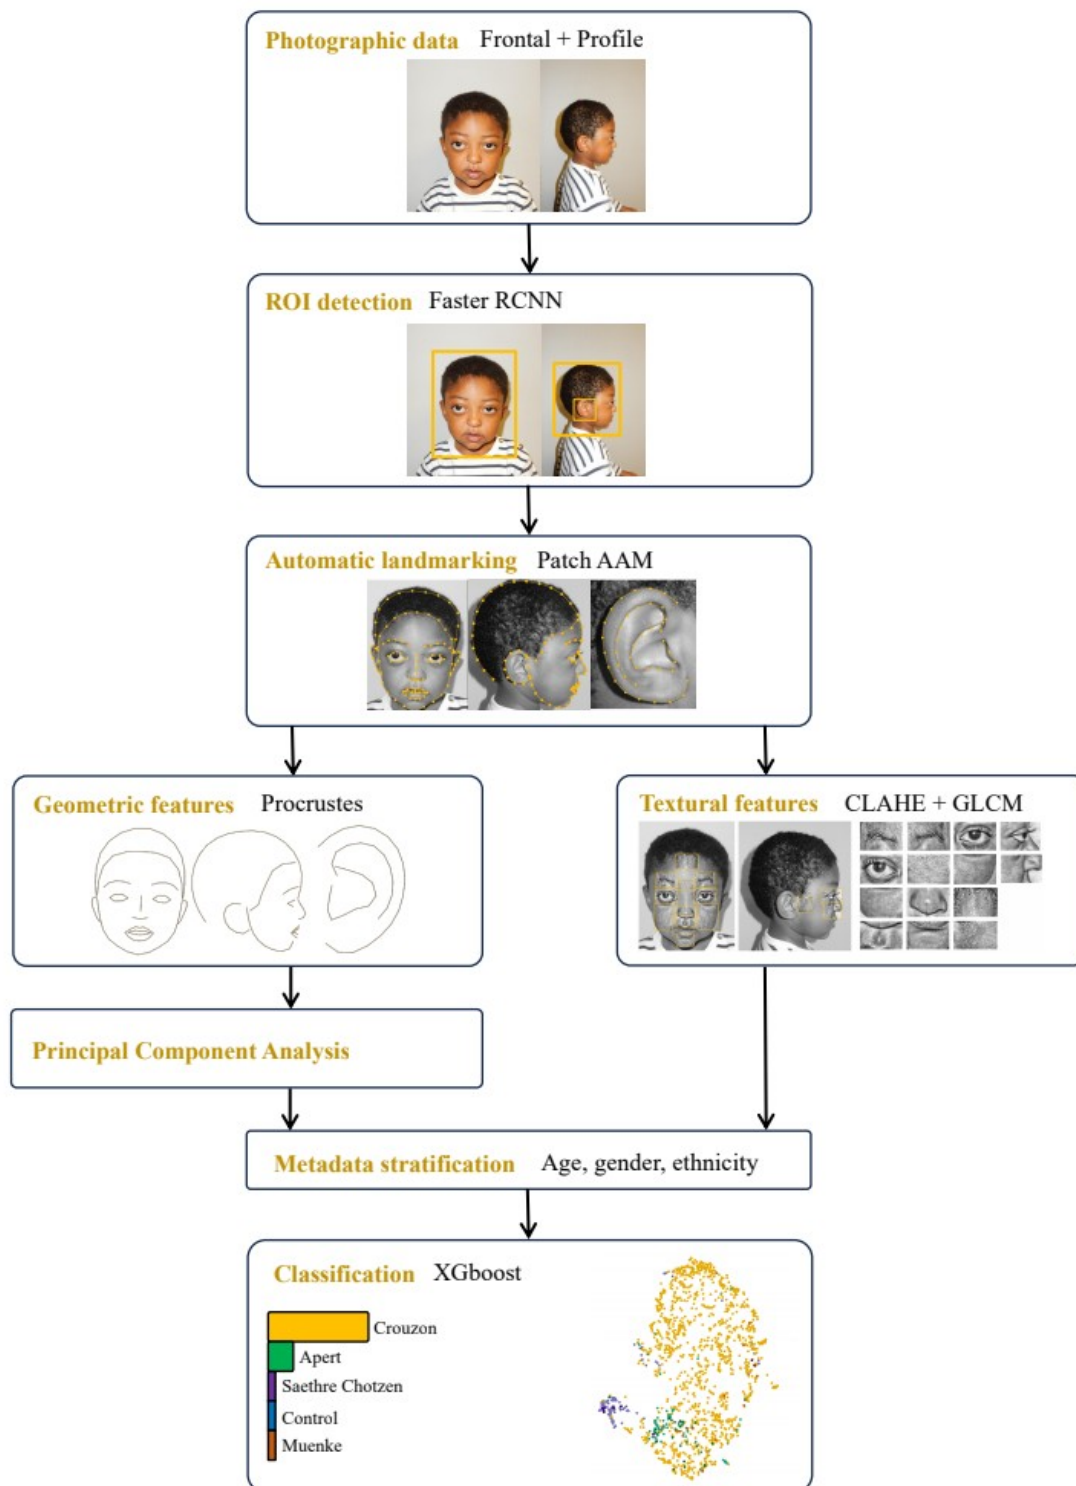 Photographic data Frontal + Profile
ROI detection Faster RCNN
Automatic landmarking Patch AAM
Geometric features Procrustes
Textural features CLAHE + GLCM
Principal Component Analysis
Metadata stratification Age, gender, ethnicity
Classification XGboost
Crouzon
Apert
Saethre Chotzen
Control
Muenke